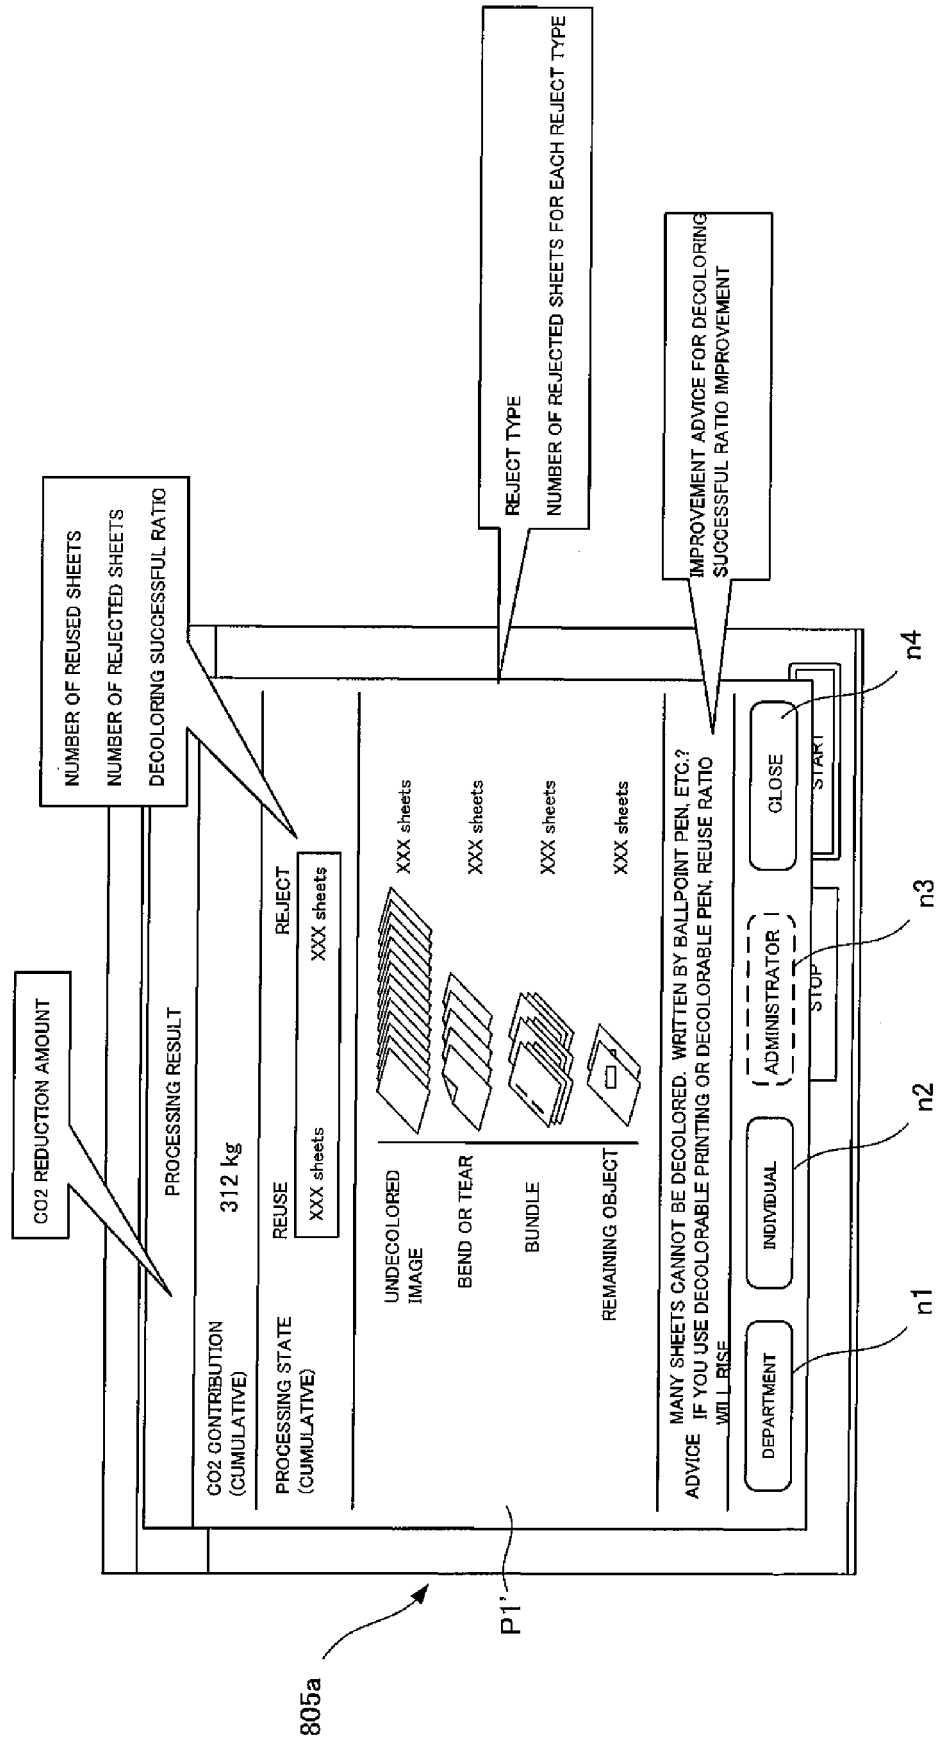 CO2 REDUCTION AMOUNT
NUMBER OF REUSED SHEETS
NUMBER OF REJECTED SHEETS
DECOLORING SUCCESSFUL RATIO
PROCESSING RESULT
CO2 CONTRIBUTION
(CUMULATIVE)
312 kg
PROCESSING STATE
(CUMULATIVE)
REUSE
REJECT
XXX sheets
XXX sheets
UNDECOLORED
IMAGE
XXX sheets
BEND OR TEAR
XXX sheets
BUNDLE
XXX sheets
REMAINING OBJECT
XXX sheets
REJECT TYPE
NUMBER OF REJECTED SHEETS FOR EACH REJECT TYPE
ADVICE
MANY SHEETS CANNOT BE DECOLORED. WRITTEN BY BALLPOINT PEN, ETC.?
IF YOU USE DECOLORABLE PRINTING OR DECOLORABLE PEN, REUSE RATIO
WILL RISE
IMPROVEMENT ADVICE FOR DECOLORING
SUCCESSFUL RATIO IMPROVEMENT
DEPARTMENT
INDIVIDUAL
ADMINISTRATOR
CLOSE
STOP
START
805a
P1'
n1
n2
n3
n4